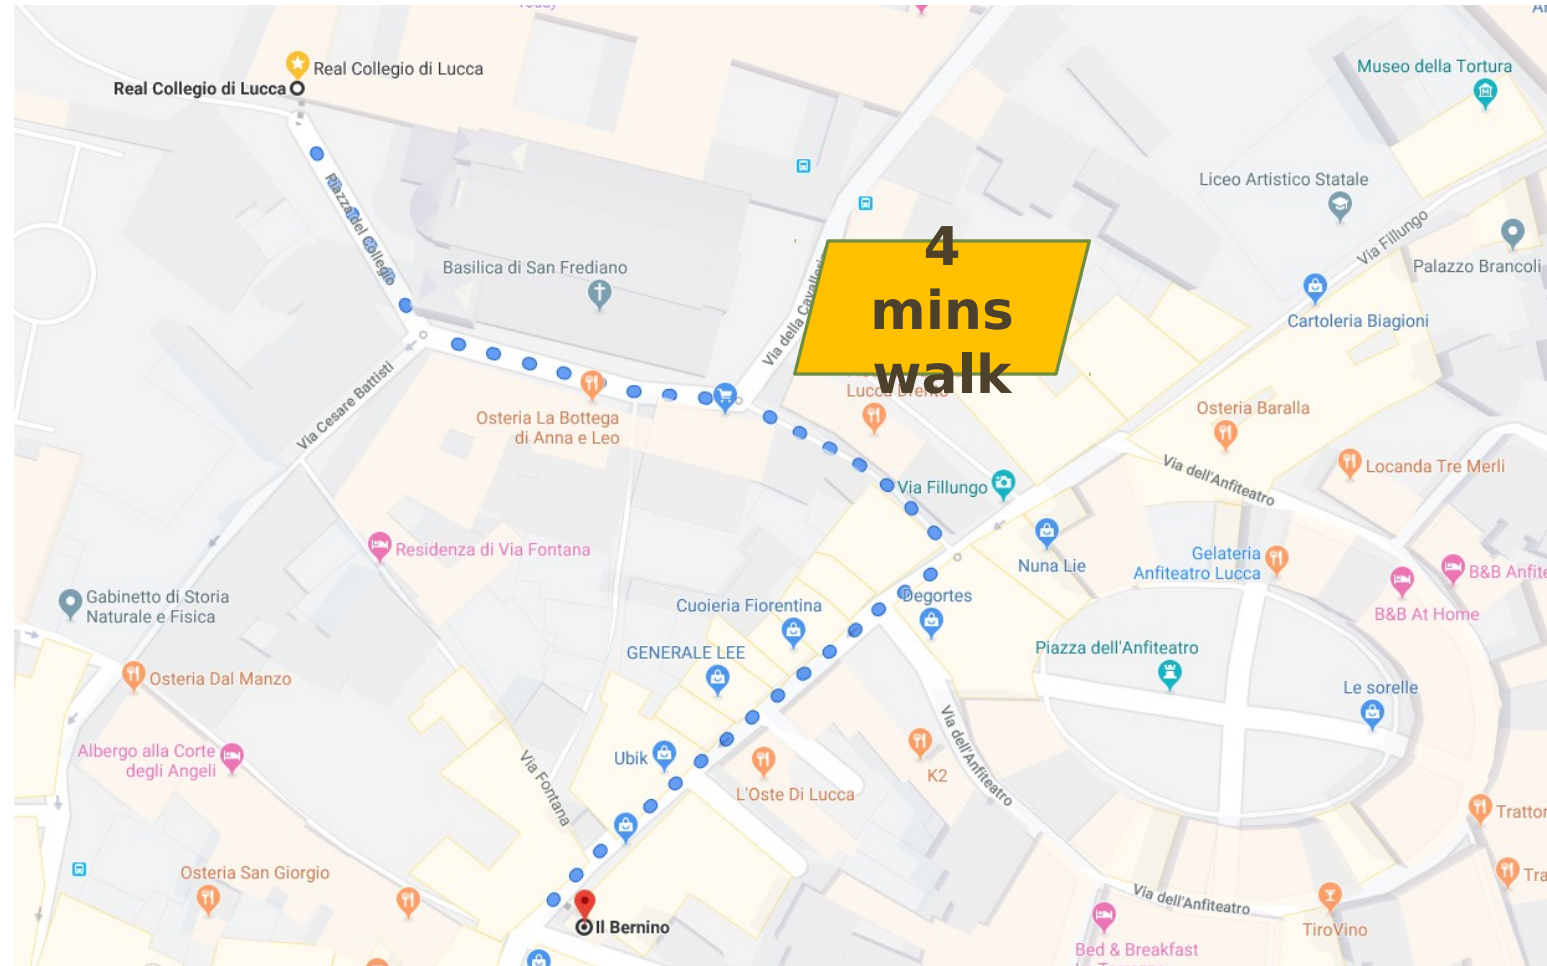 Today
Real Collegio di Lucca
Real Collegio di Lucca
Museo della Tortura
Liceo Artistico Statale
Via Fillungo
Palazzo Brancoli
Piazza del Collegio
Basilica di San Frediano
Via della Cavallerizza
4
mins
walk
Cartoleria Biagioni
Lucca Drento
Via Cesare Battisti
Osteria La Bottega
di Anna e Leo
Osteria Baralla
Via dell'Anfiteatro
Locanda Tre Merli
Via Fillungo
Residenza di Via Fontana
Nuna Lie
Gelateria
Anfiteatro Lucca
B&B Anfite
B&B At Home
Gabinetto di Storia
Naturale e Fisica
Cuoieria Fiorentina
Degortes
GENERALE LEE
Piazza dell'Anfiteatro
Osteria Dal Manzo
Le sorelle
Via dell'Anfiteatro
Albergo alla Corte
degli Angeli
Via Fontana
Ubik
K2
L'Oste Di Lucca
Trattor
Osteria San Giorgio
Tra
Via dell'Anfiteatro
Il Bernino
TiroVino
Bed & Breakfast